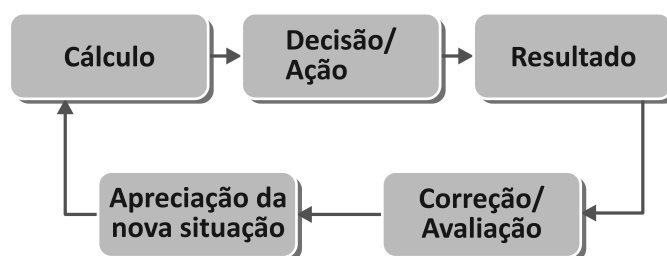 Cálculo
Decisão/
Ação
Resultado
Correção/
Avaliação
Apreciação da
nova situação